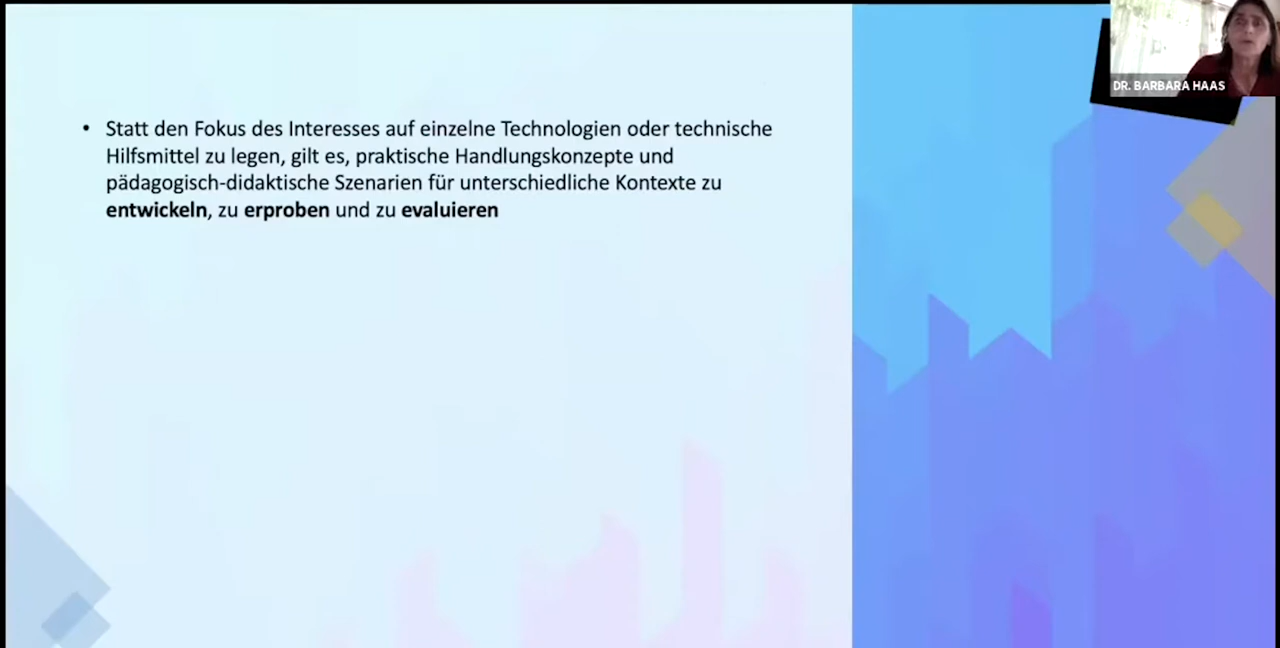 DR. BARBARA HAAS
• Statt den Fokus des Interesses auf einzelne Technologien oder technische
Hilfsmittel zu legen, gilt es, praktische Handlungskonzepte und
pädagogisch-didaktische Szenarien für unterschiedliche Kontexte zu
entwickeln, zu erproben und zu evaluieren